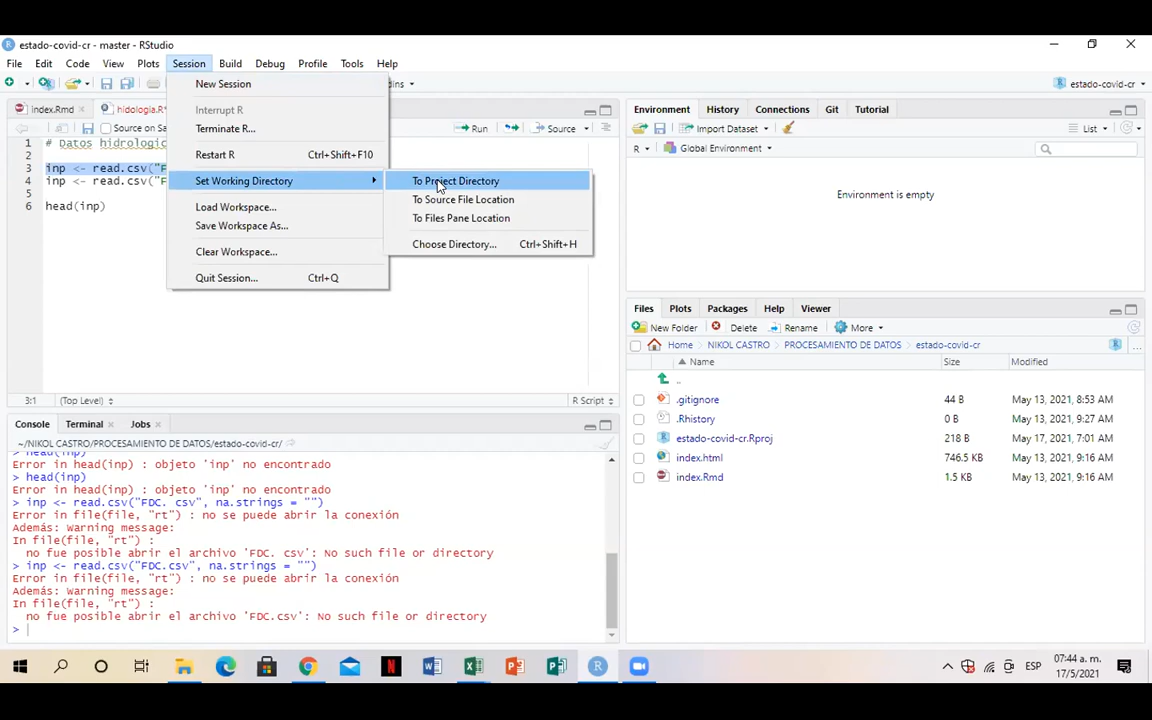 estado-covid-cr - master - RStudio
File Edit Code View Plots Session Build Debug Profile Tools Help
estado-covid-cr
index.Rmd hidologia.R*
Source on Sa Run Source
1 # Datos hidrologic
2
3 inp <- read.csv("F
4 inp <- read.csv("F
5
6 head(inp)
3:1 (Top Level) R Script
New Session
Interrupt R
Terminate R...
Restart R Ctrl+Shift+F10
Set Working Directory
Load Workspace...
Save Workspace As...
Clear Workspace...
Quit Session... Ctrl+Q
To Project Directory
To Source File Location
To Files Pane Location
Choose Directory... Ctrl+Shift+H
Console Terminal Jobs
~/NIKOL CASTRO/PROCESAMIENTO DE DATOS/estado-covid-cr/
> head(inp)
Error in head(inp) : objeto 'inp' no encontrado
> head(inp)
Error in head(inp) : objeto 'inp' no encontrado
> inp <- read.csv("FDC. csv", na.strings = "")
Error in file(file, "rt") : no se puede abrir la conexión
Además: Warning message:
In file(file, "rt") :
no fue posible abrir el archivo 'FDC. csv': No such file or directory
> inp <- read.csv("FDC.csv", na.strings = "")
Error in file(file, "rt") : no se puede abrir la conexión
Además: Warning message:
In file(file, "rt") :
no fue posible abrir el archivo 'FDC.csv': No such file or directory
>
Environment History Connections Git Tutorial
Import Dataset List
R Global Environment
Environment is empty
Files Plots Packages Help Viewer
New Folder Delete Rename More
Home NIKOL CASTRO PROCESAMIENTO DE DATOS estado-covid-cr
Name Size Modified
..
.gitignore 44 B May 13, 2021, 8:53 AM
.Rhistory 0 B May 13, 2021, 9:27 AM
estado-covid-cr.Rproj 218 B May 17, 2021, 7:01 AM
index.html 746.5 KB May 13, 2021, 9:16 AM
index.Rmd 1.5 KB May 13, 2021, 9:16 AM
ESP
07:44 a. m.
17/5/2021